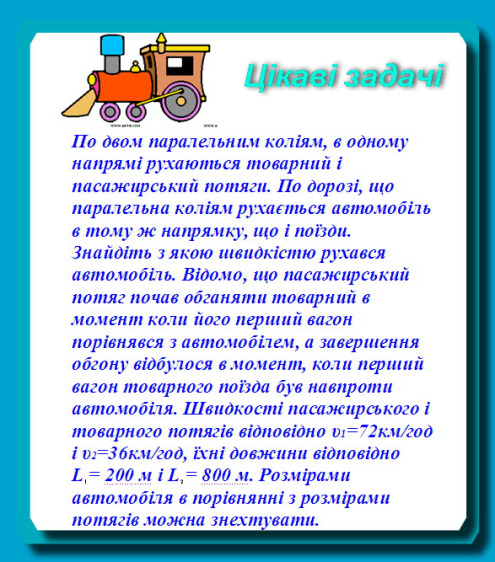 Цікаві задачі
По двом паралельним коліям, в одному
напрямі рухаються товарний і
пасажирський потяги. По дорозі, що
паралельна коліям рухається автомобіль
в тому ж напрямку, що і поїзди.
Знайдіть з якою швидкістю рухався
автомобіль. Відомо, що пасажирський
потяг почав обганяти товарний в
момент коли його перший вагон
порівнявся з автомобілем, а завершення
обгону відбулося в момент, коли перший
вагон товарного поїзда був навпроти
автомобіля. Швидкості пасажирського і
товарного потягів відповідно υ₁=72км/год
і υ₂=36км/год, їхні довжини відповідно
L₁= 200 м і L₂= 800 м. Розмірами
автомобіля в порівнянні з розмірами
потягів можна знехтувати.